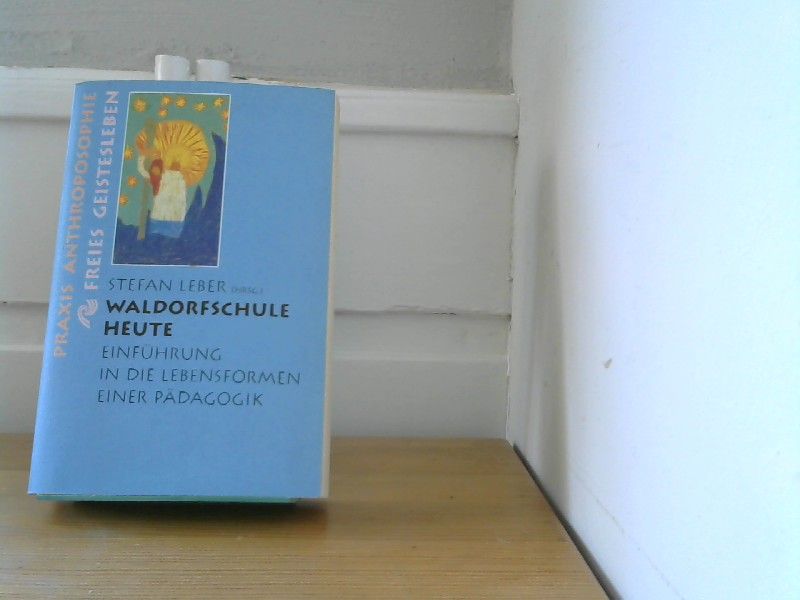 PRAXIS ANTHROPOSOPHIE
FREIES GEISTESLEBEN
STEFAN LEBER (HRSG.)
WALDORFSCHULE
HEUTE
EINFÜHRUNG
IN DIE LEBENSFORMEN
EINER PÄDAGOGIK